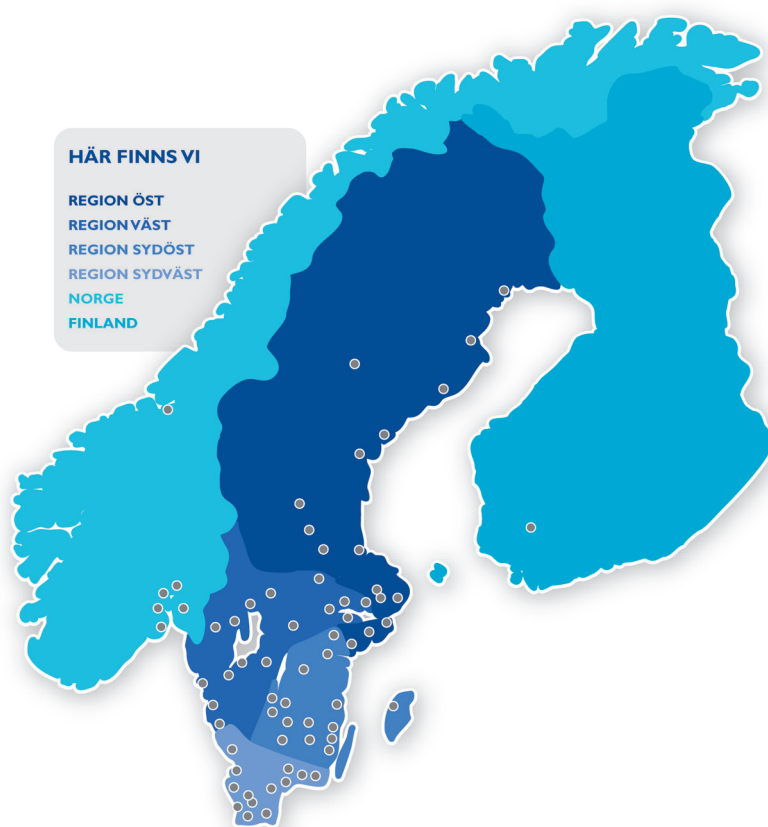 HÄR FINNS VI
REGION ÖST
REGION VÄST
REGION SYDÖST
REGION SYDVÄST
NORGE
FINLAND